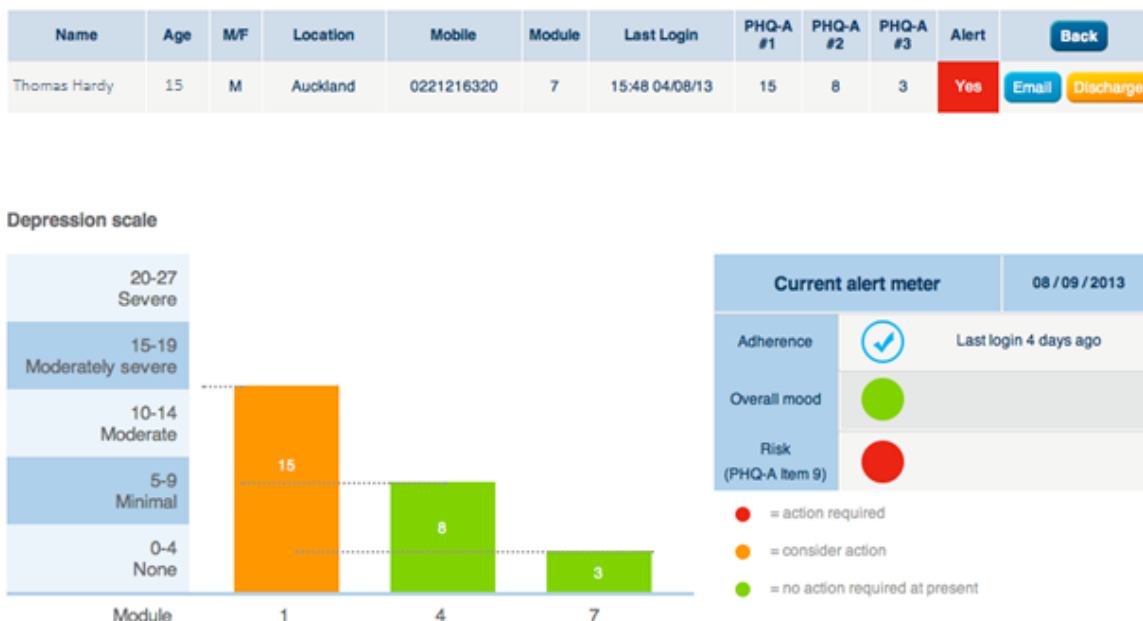 Name Age M/F Location Mobile Module Last Login PHQ-A #1 PHQ-A #2 PHQ-A #3 Alert Back
Thomas Hardy 15 M Auckland 0221216320 7 15:48 04/08/13 15 8 3 Yes Email Discharge
Depression scale
20-27
Severe
15-19
Moderately severe
10-14
Moderate
5-9
Minimal
0-4
None
15
8
3
Module 1 4 7
Current alert meter 08/09/2013
Adherence Last login 4 days ago
Overall mood
Risk
(PHQ-A Item 9)
= action required
= consider action
= no action required at present